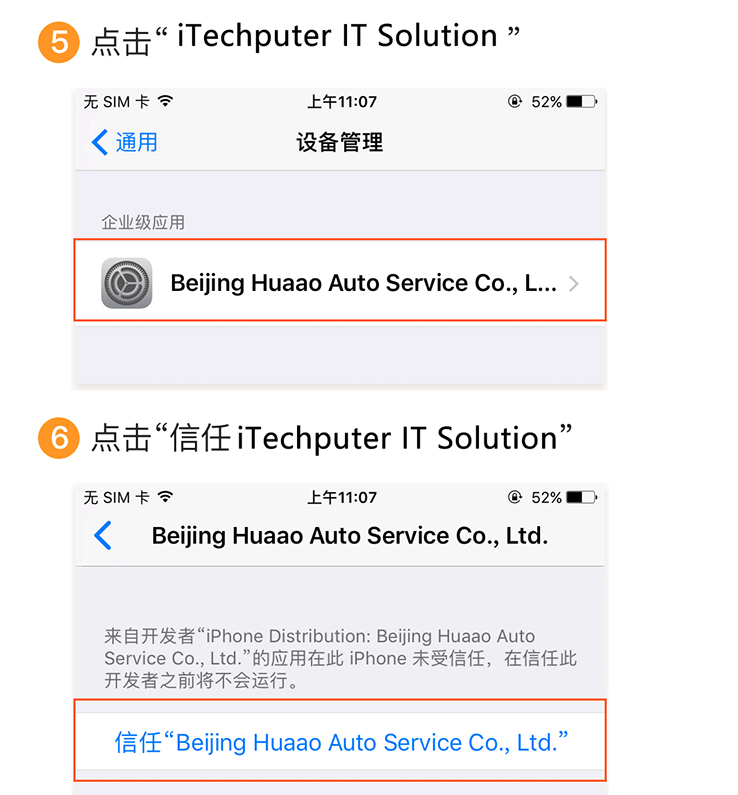 5 点击“ iTechputer IT Solution ”
无 SIM 卡 上午11:07 52%
通用 设备管理
企业级应用
Beijing Huaao Auto Service Co., L...
6 点击“信任 iTechputer IT Solution”
无 SIM 卡 上午11:07 52%
Beijing Huaao Auto Service Co., Ltd.
来自开发者“iPhone Distribution: Beijing Huaao Auto
Service Co., Ltd.”的应用在此 iPhone 未受信任，在信任此
开发者之前将不会运行。
信任“Beijing Huaao Auto Service Co., Ltd.”